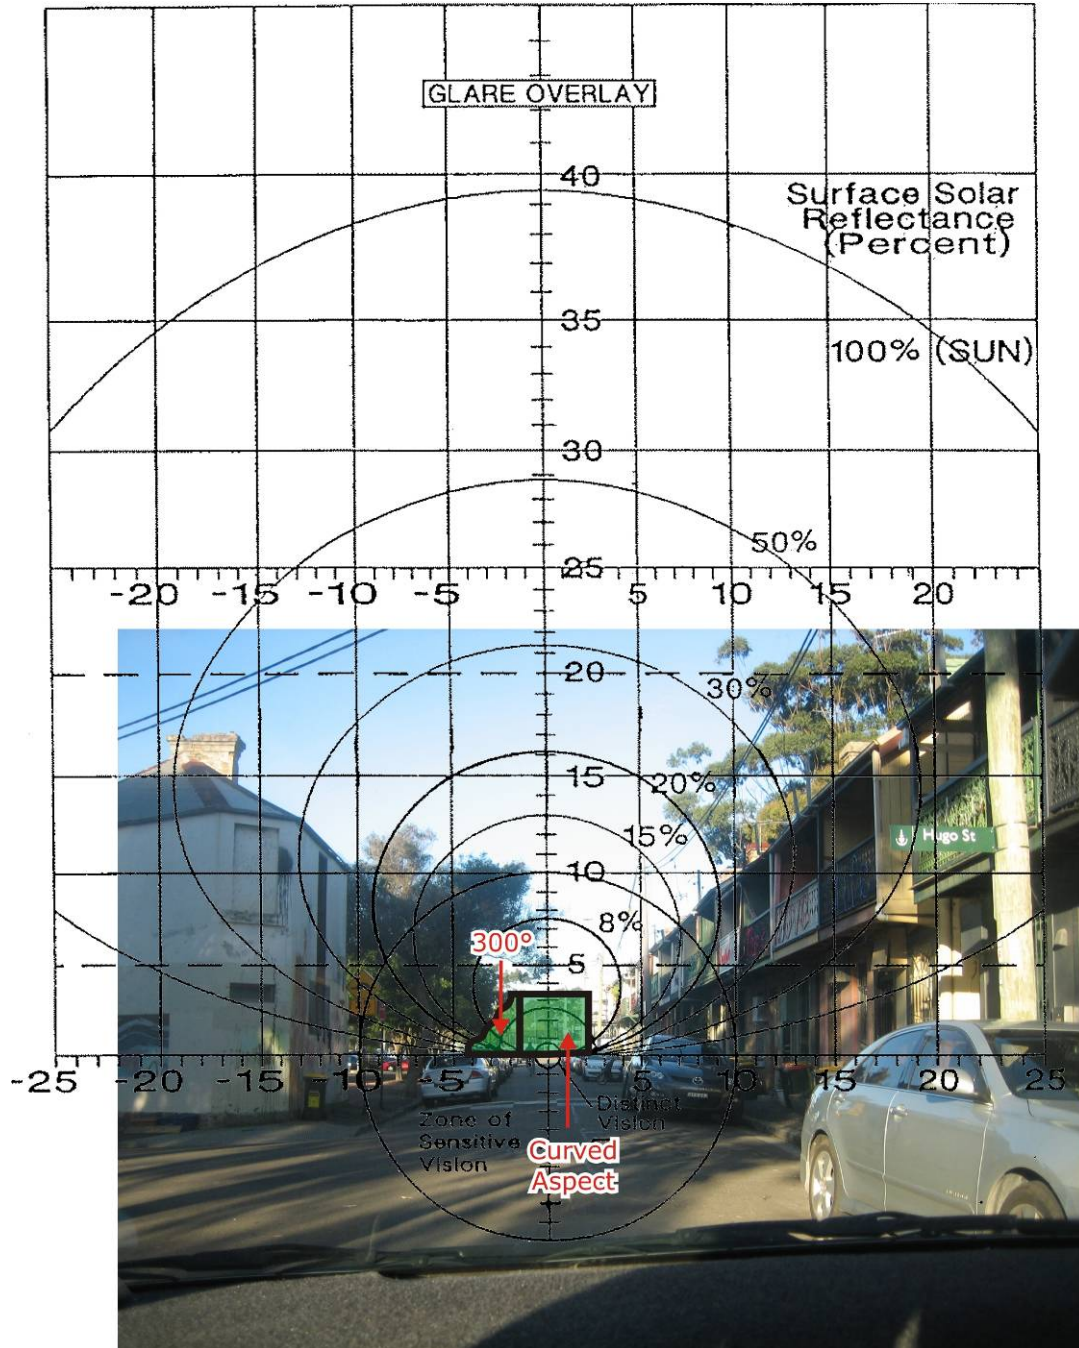 GLARE OVERLAY
40
Surface Solar
Reflectance
(Percent)
35
100% (SUN)
30
50%
25
-20 -15 -10 -5 5 10 15 20
20
30%
15
20%
15%
Hugo St
10
8%
300°
5
-25 -20 -15 -10 -5 5 10 15 20 25
Distinct
Vision
Zone of
Sensitive
Vision
Curved
Aspect